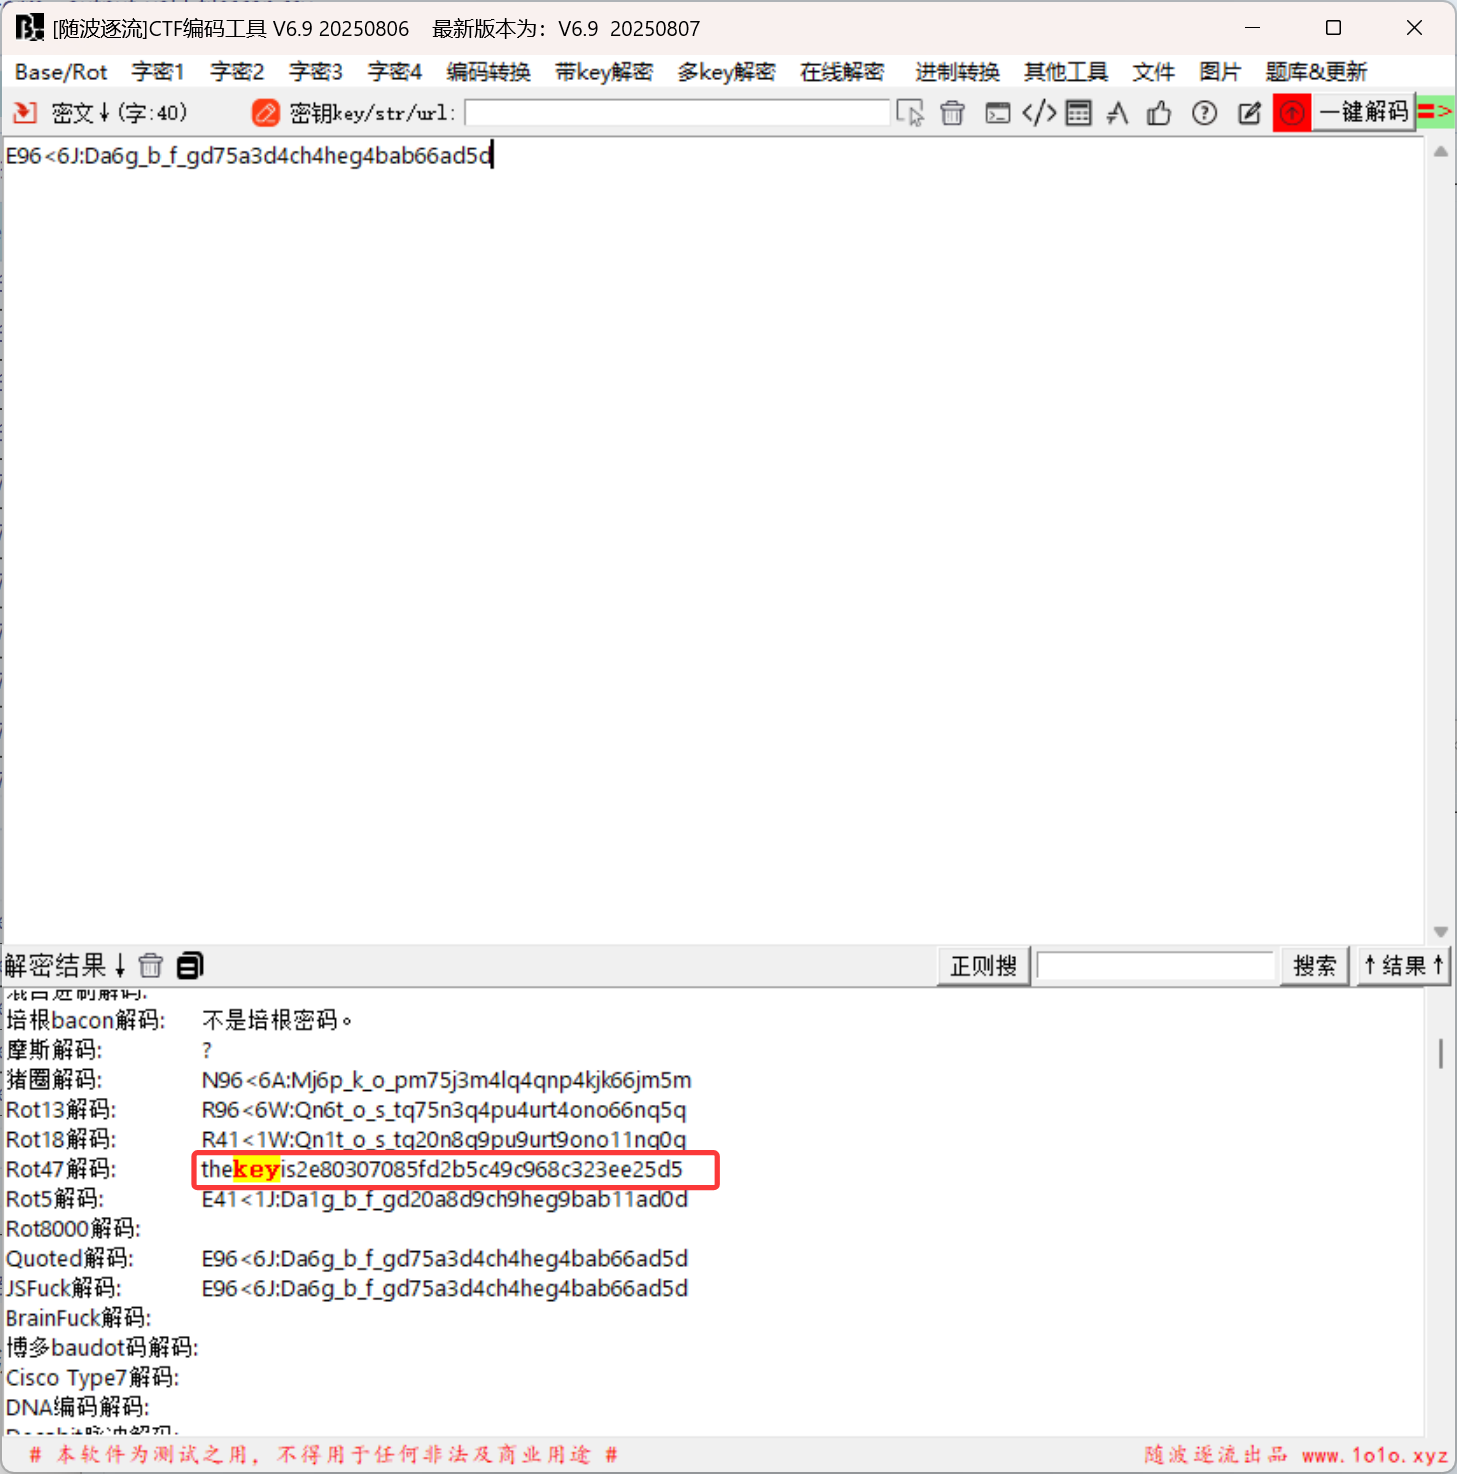 [随波逐流]CTF编码工具 V6.9 20250806 最新版本为：V6.9 20250807
Base/Rot 字密1 字密2 字密3 字密4 编码转换 带key解密 多key解密 在线解密 进制转换 其他工具 文件 图片 题库&更新
密文↓(字:40) 密钥key/str/url: 一键解码 =>
E96<6J:Da6g_b_f_gd75a3d4ch4heg4bab66ad5d
解密结果↓ 正则搜 搜索 ↑结果↑
混合进制解码:
培根bacon解码: 不是培根密码。
摩斯解码: ?
猪圈解码: N96<6A:Mj6p_k_o_pm75j3m4lq4qnp4kjk66jm5m
Rot13解码: R96<6W:Qn6t_o_s_tq75n3q4pu4urt4ono66nq5q
Rot18解码: R41<1W:Qn1t_o_s_tq20n8q9pu9urt9ono11nq0q
Rot47解码: thekeyis2e80307085fd2b5c49c968c323ee25d5
Rot5解码: E41<1J:Da1g_b_f_gd20a8d9ch9heg9bab11ad0d
Rot8000解码:
Quoted解码: E96<6J:Da6g_b_f_gd75a3d4ch4heg4bab66ad5d
JSFuck解码: E96<6J:Da6g_b_f_gd75a3d4ch4heg4bab66ad5d
BrainFuck解码:
博多baudot码解码:
Cisco Type7解码:
DNA编码解码:
# 本软件为测试之用，不得用于任何非法及商业用途 # 随波逐流出品 www.1o1o.xyz